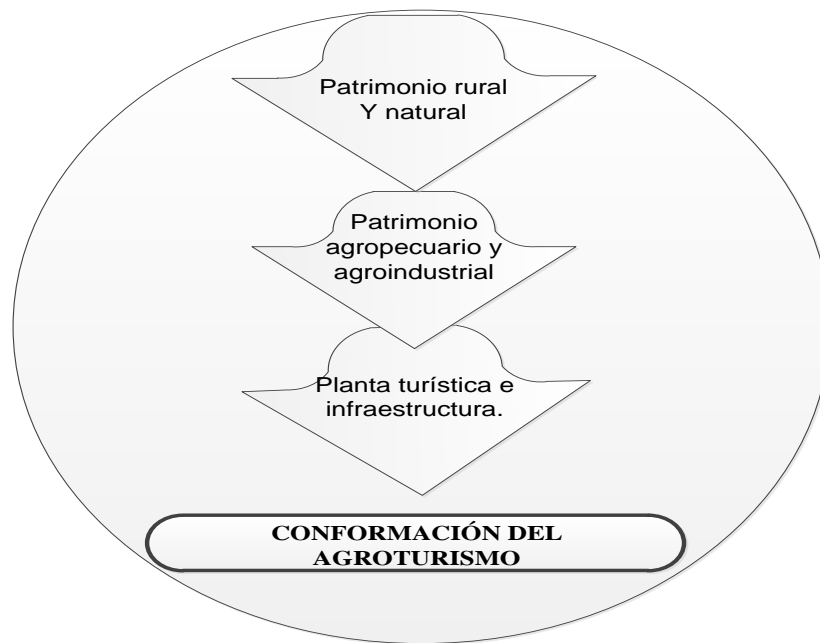 Patrimonio rural
Y natural
Patrimonio
agropecuario y
agroindustrial
Planta turística e
infraestructura.
CONFORMACIÓN DEL
AGROTURISMO